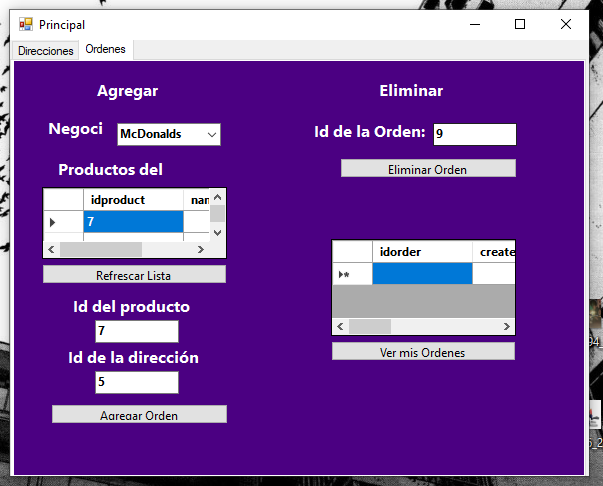 Principal
Direcciones
Ordenes
Agregar
Negoci
McDonalds
Productos del
idproduct
nan
7
Refrescar Lista
Id del producto
7
Id de la dirección
5
Agregar Orden
Eliminar
Id de la Orden:
9
Eliminar Orden
idorder
create
Ver mis Ordenes